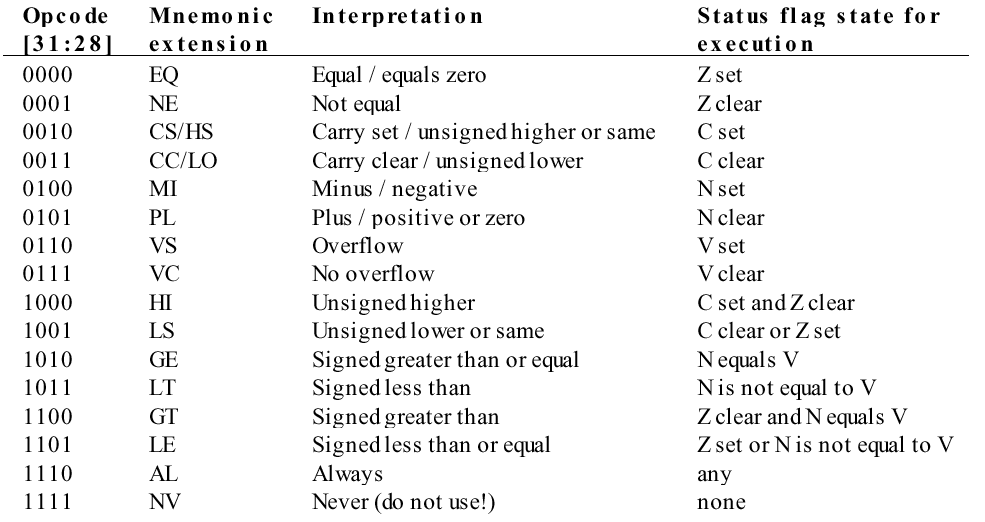 Opcode Mnemonic Interpretation Status flag state for
[31:28] extension execution
0000 EQ Equal / equals zero Z set
0001 NE Not equal Z clear
0010 CS/HS Carry set / unsigned higher or same C set
0011 CC/LO Carry clear / unsigned lower C clear
0100 MI Minus / negative N set
0101 PL Plus / positive or zero N clear
0110 VS Overflow V set
0111 VC No overflow V clear
1000 HI Unsigned higher C set and Z clear
1001 LS Unsigned lower or same C clear or Z set
1010 GE Signed greater than or equal N equals V
1011 LT Signed less than N is not equal to V
1100 GT Signed greater than Z clear and N equals V
1101 LE Signed less than or equal Z set or N is not equal to V
1110 AL Always any
1111 NV Never (do not use!) none